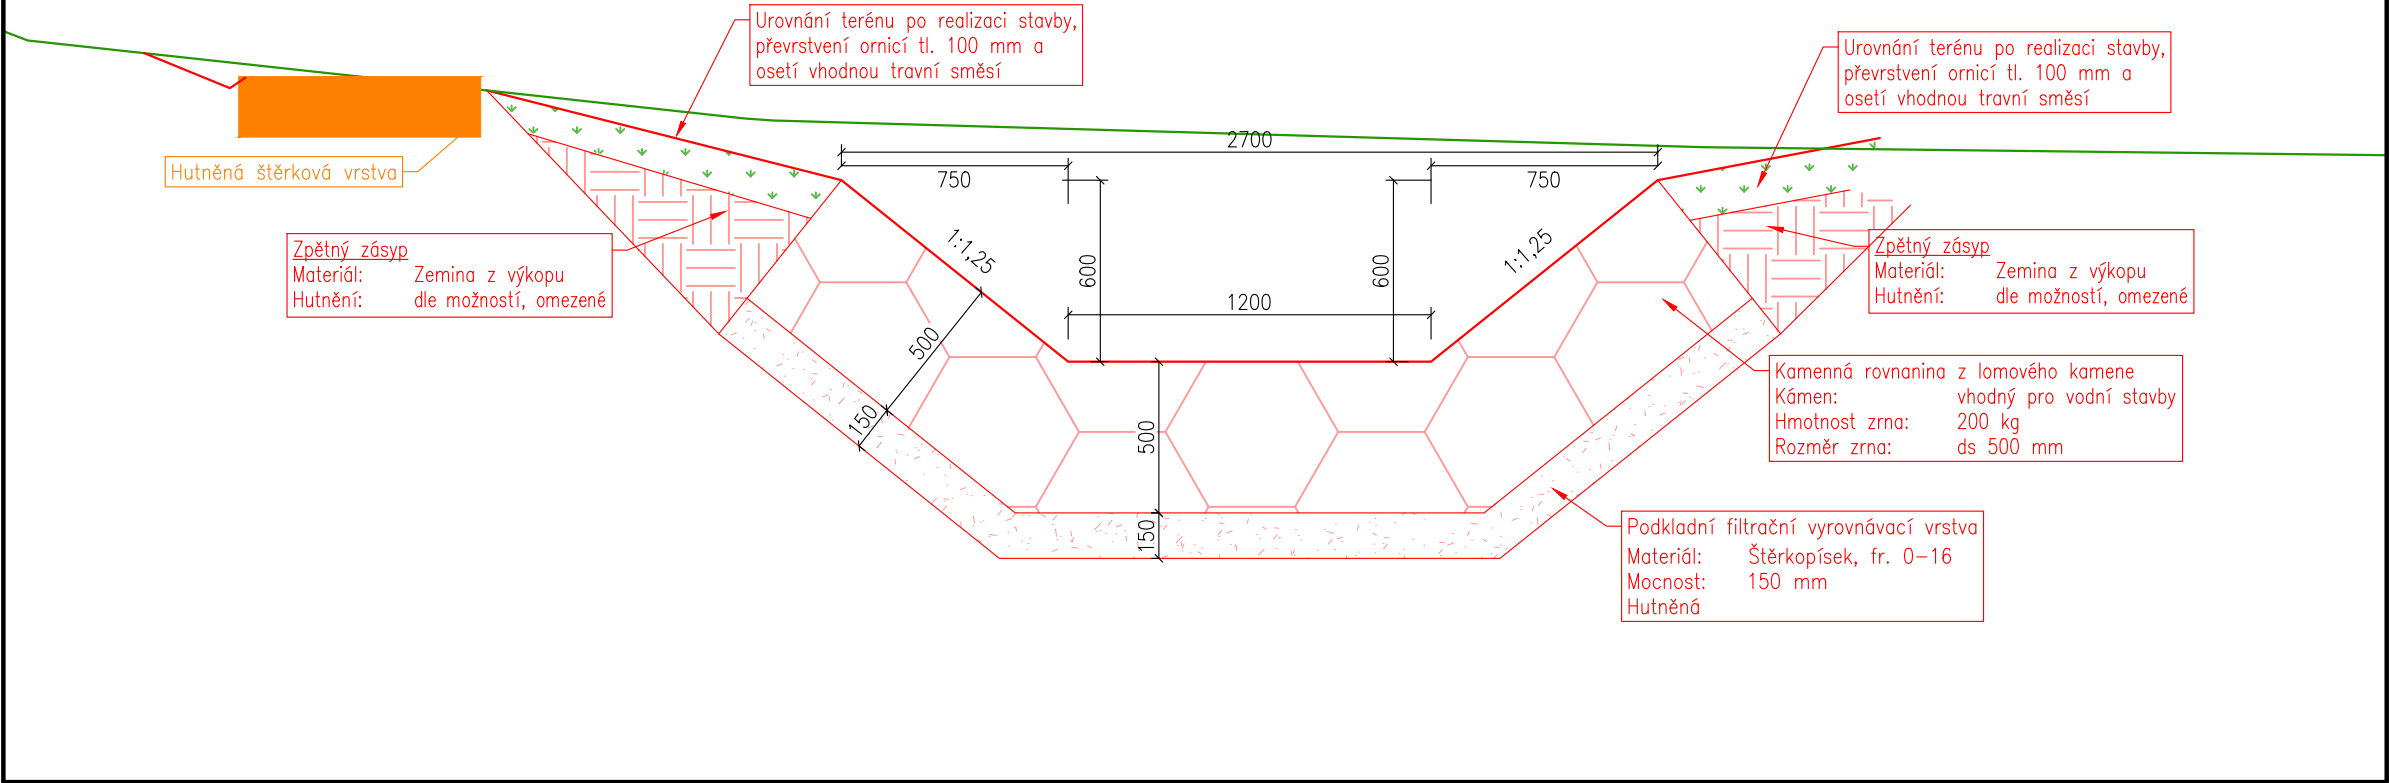 Urovnání terénu po realizaci stavby,
převrstvení ornicí tl. 100 mm a
osetí vhodnou travní směsí
Urovnání terénu po realizaci stavby,
převrstvení ornicí tl. 100 mm a
osetí vhodnou travní směsí
Hutněná štěrková vrstva
2700
750
750
Zpětný zásyp
Materiál: Zemina z výkopu
Hutnění: dle možností, omezené
1:1,25
600
600
1:1,25
1200
Zpětný zásyp
Materiál: Zemina z výkopu
Hutnění: dle možností, omezené
500
150
500
150
Kamenná rovnanina z lomového kamene
Kámen: vhodný pro vodní stavby
Hmotnost zrna: 200 kg
Rozměr zrna: ds 500 mm
Podkladní filtrační vyrovnávací vrstva
Materiál: Štěrkopísek, fr. 0-16
Mocnost: 150 mm
Hutněná